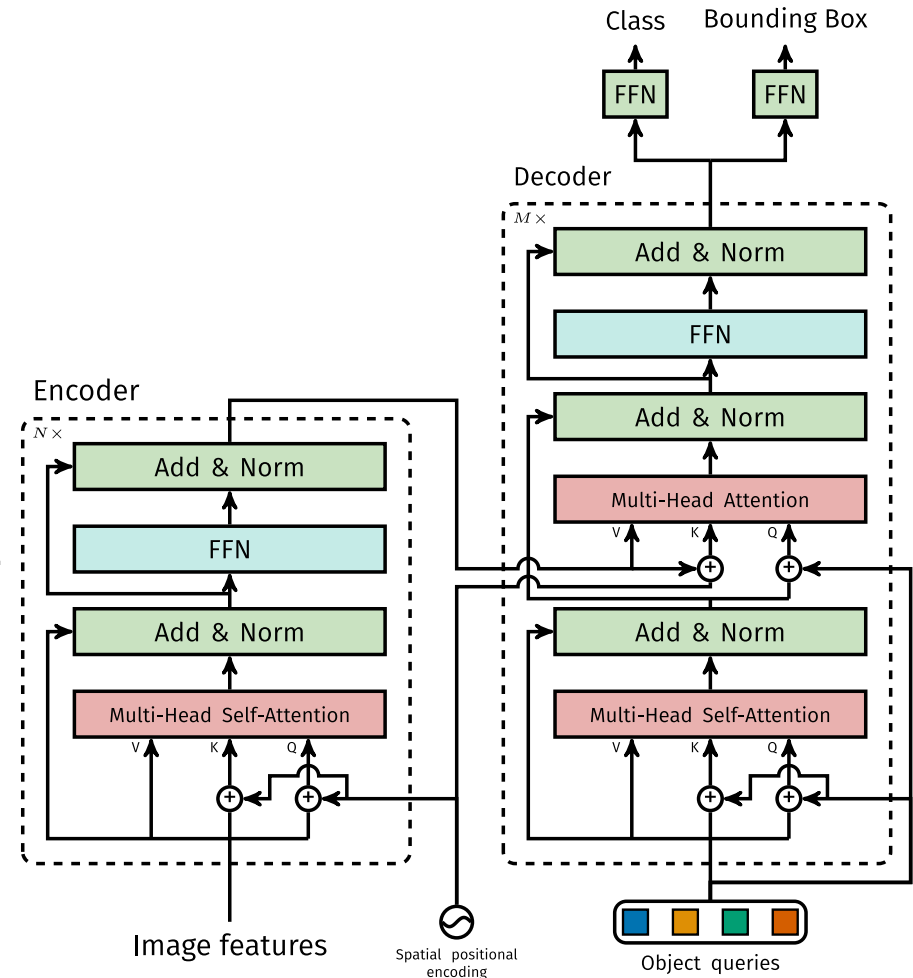 Class
Bounding Box
FFN
FFN
Decoder
M×
Add & Norm
FFN
Add & Norm
Multi-Head Attention
V
K
Q
+
+
Add & Norm
Multi-Head Self-Attention
V
K
Q
+
+
Object queries
Encoder
N×
Add & Norm
FFN
Add & Norm
Multi-Head Self-Attention
V
K
Q
+
+
Image features
Spatial positional
encoding